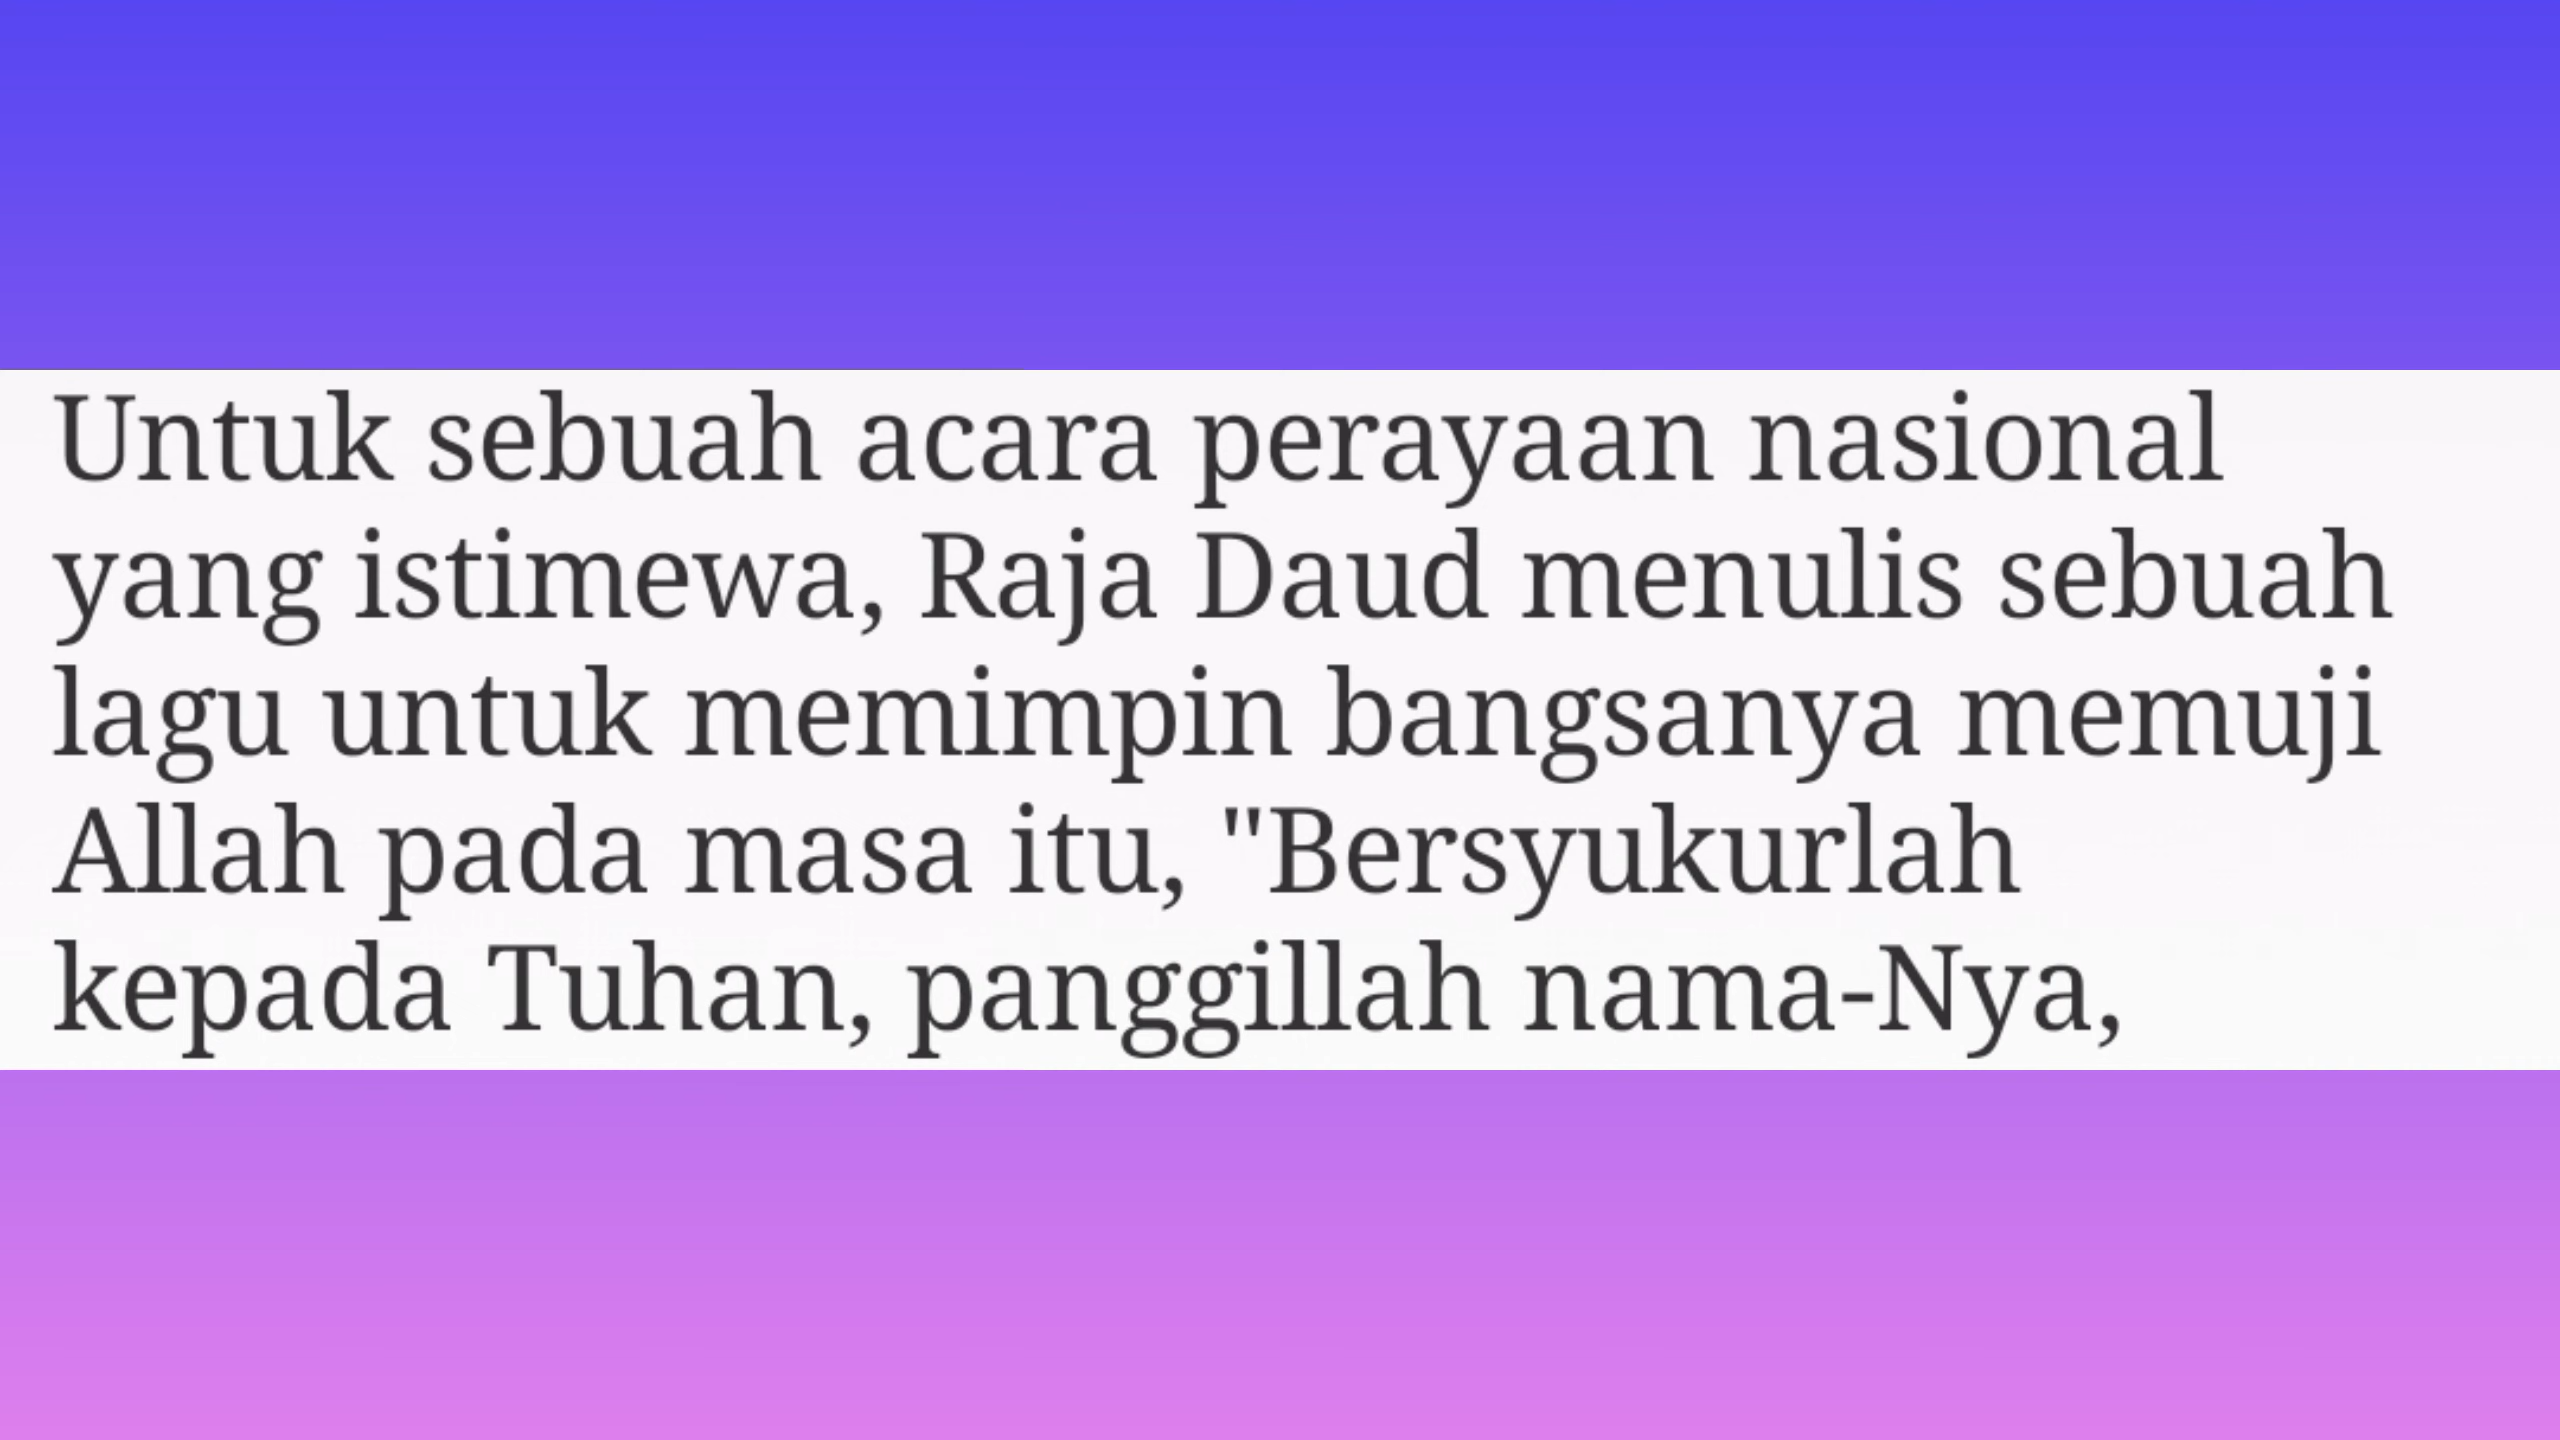 Untuk sebuah acara perayaan nasional
yang istimewa, Raja Daud menulis sebuah
lagu untuk memimpin bangsanya memuji
Allah pada masa itu, "Bersyukurlah
kepada Tuhan, panggillah nama-Nya,